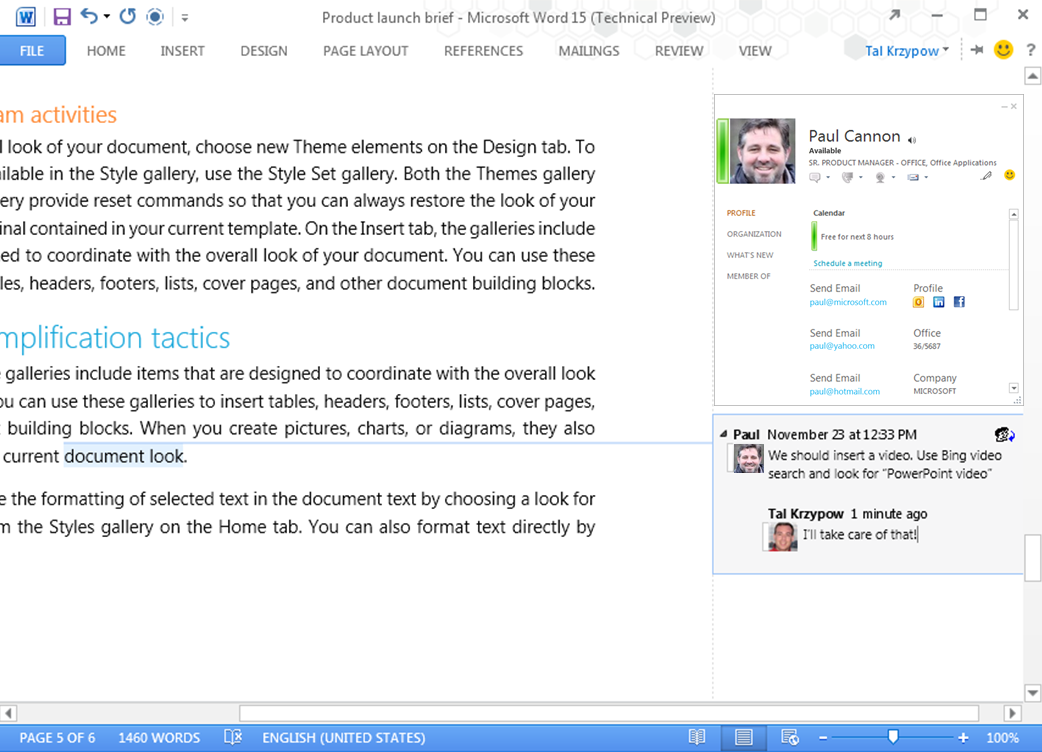 Product launch brief - Microsoft Word 15 (Technical Preview)
FILE HOME INSERT DESIGN PAGE LAYOUT REFERENCES MAILINGS REVIEW VIEW Tal Krzypow ?
am activities
l look of your document, choose new Theme elements on the Design tab. To
ilable in the Style gallery, use the Style Set gallery. Both the Themes gallery
ery provide reset commands so that you can always restore the look of your
inal contained in your current template. On the Insert tab, the galleries include
ed to coordinate with the overall look of your document. You can use these
les, headers, footers, lists, cover pages, and other document building blocks.
mplification tactics
e galleries include items that are designed to coordinate with the overall look
ou can use these galleries to insert tables, headers, footers, lists, cover pages,
t building blocks. When you create pictures, charts, or diagrams, they also
current document look.
e the formatting of selected text in the document text by choosing a look for
m the Styles gallery on the Home tab. You can also format text directly by
Paul Cannon
Available
SR. PRODUCT MANAGER - OFFICE, Office Applications
PROFILE
ORGANIZATION
WHAT'S NEW
MEMBER OF
Calendar
Free for next 8 hours
Schedule a meeting
Send Email Profile
paul@microsoft.com
Send Email Office
paul@yahoo.com 36/5687
Send Email Company
paul@hotmail.com MICROSOFT
Paul November 23 at 12:33 PM
We should insert a video. Use Bing video
search and look for “PowerPoint video”
Tal Krzypow 1 minute ago
I'll take care of that!
PAGE 5 OF 6 1460 WORDS ENGLISH (UNITED STATES) 100%